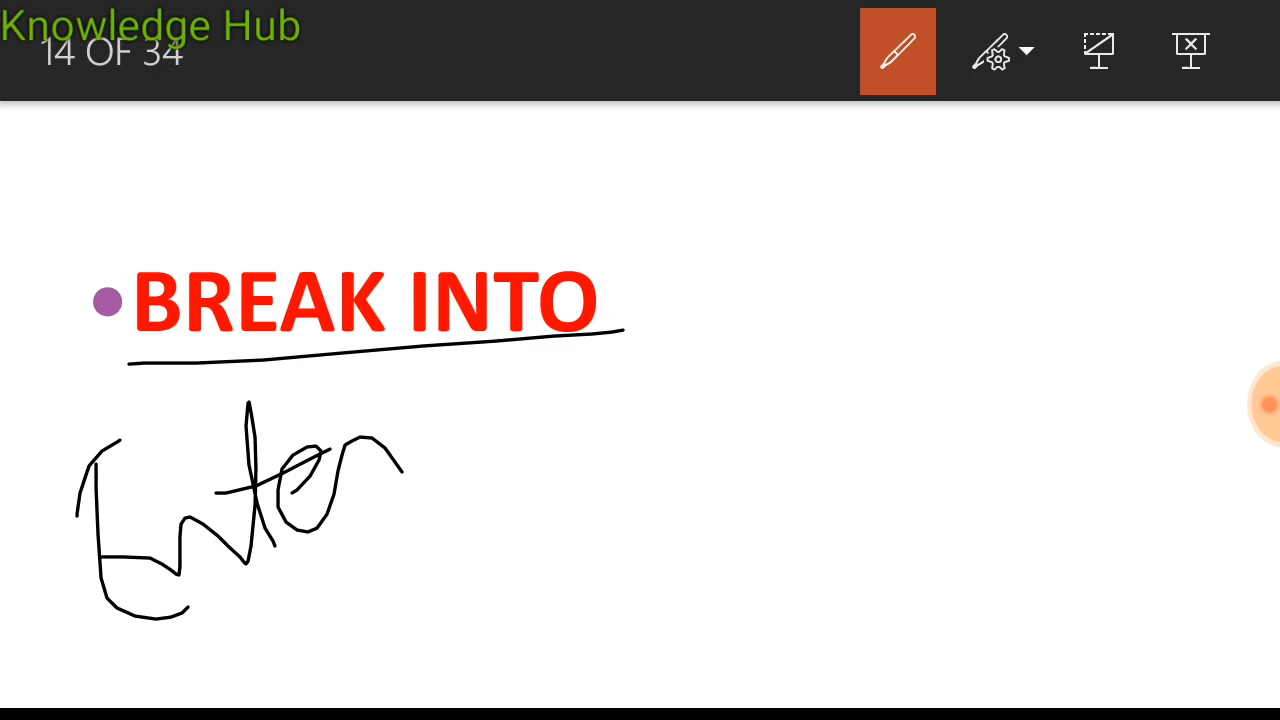 Knowledge Hub
14 OF 34
•BREAK INTO
Enter